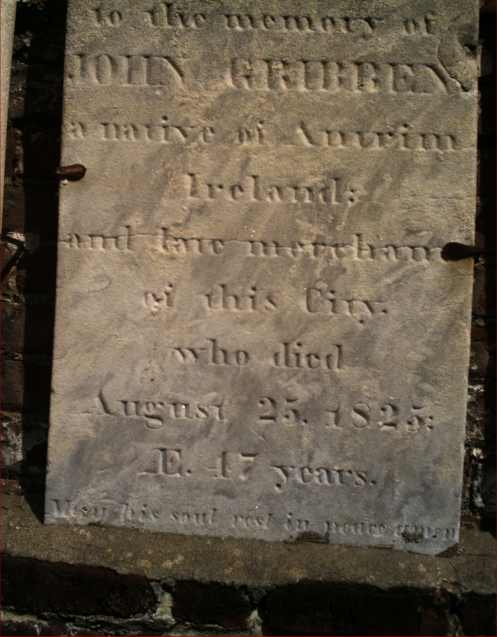 to the memory of
JOHN GRIBBEN,
a native of Antrim
Ireland;
and late merchant
of this City.
who died
August 25. 1825;
Æ. 47 years.
May his soul rest in peace amen